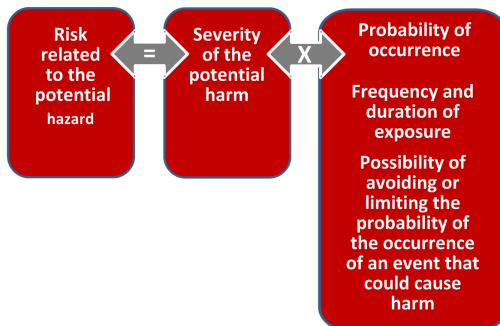 Risk
related
to the
potential
hazard
=
Severity
of the
potential
harm
X
Probability of
occurrence
Frequency and
duration of
exposure
Possibility of
avoiding or
limiting the
probability of
the occurrence
of an event that
could cause
harm